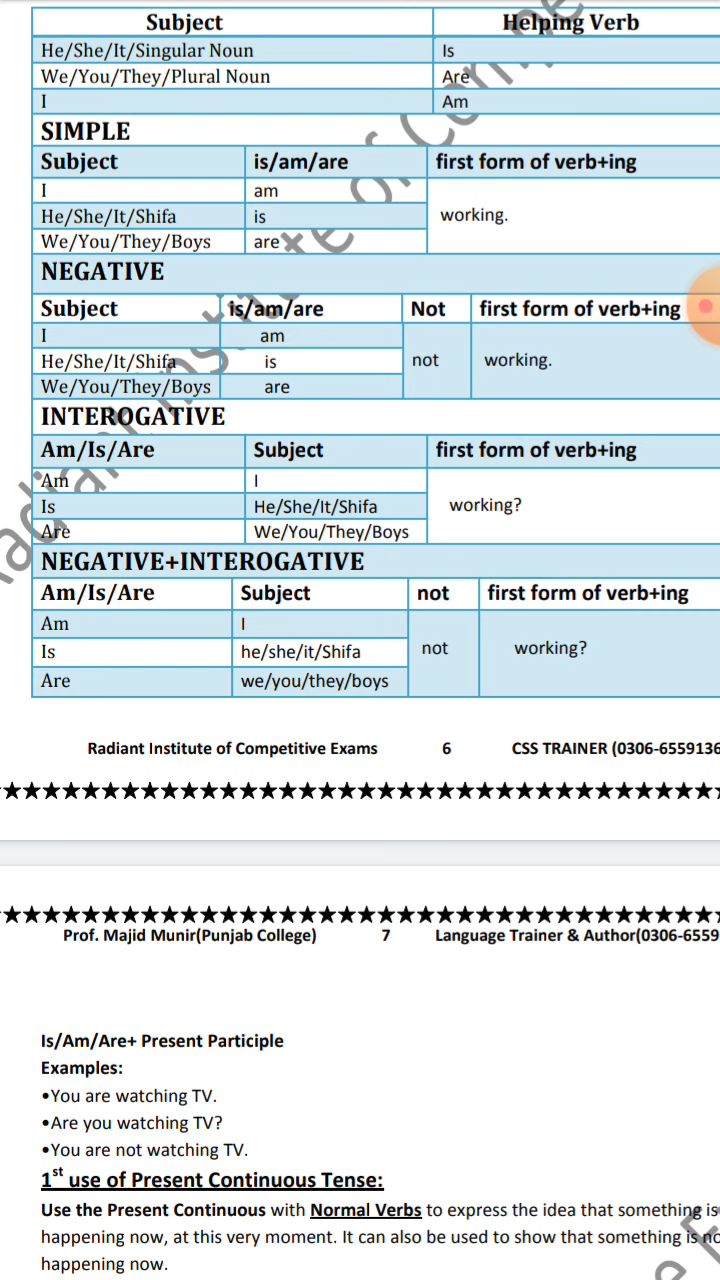 Subject Helping Verb
He/She/It/Singular Noun Is
We/You/They/Plural Noun Are
I Am
SIMPLE
Subject is/am/are first form of verb+ing
I am
working.
He/She/It/Shifa is
We/You/They/Boys are
NEGATIVE
Subject is/am/are Not first form of verb+ing
I am
He/She/It/Shifa is not working.
We/You/They/Boys are
INTEROGATIVE
Am/Is/Are Subject first form of verb+ing
Am I
Is He/She/It/Shifa working?
Are We/You/They/Boys
NEGATIVE+INTEROGATIVE
Am/Is/Are Subject not first form of verb+ing
Am I
Is he/she/it/Shifa not working?
Are we/you/they/boys
Radiant Institute of Competitive Exams 6 CSS TRAINER (0306-6559136
Prof. Majid Munir(Punjab College) 7 Language Trainer & Author(0306-6559
Is/Am/Are+ Present Participle
Examples:
•You are watching TV.
•Are you watching TV?
•You are not watching TV.
1st use of Present Continuous Tense:
Use the Present Continuous with Normal Verbs to express the idea that something is
happening now, at this very moment. It can also be used to show that something is
happening now.